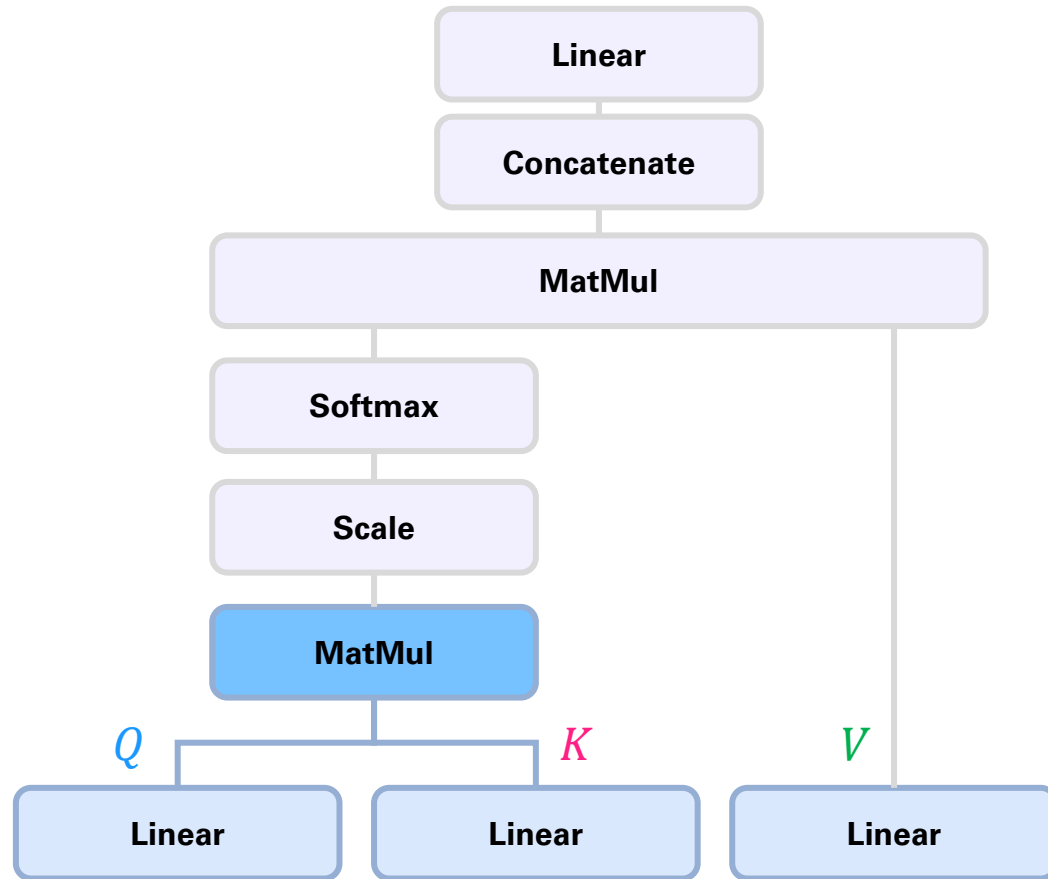 Linear
Concatenate
MatMul
Softmax
Scale
MatMul
Q K V
Linear Linear Linear